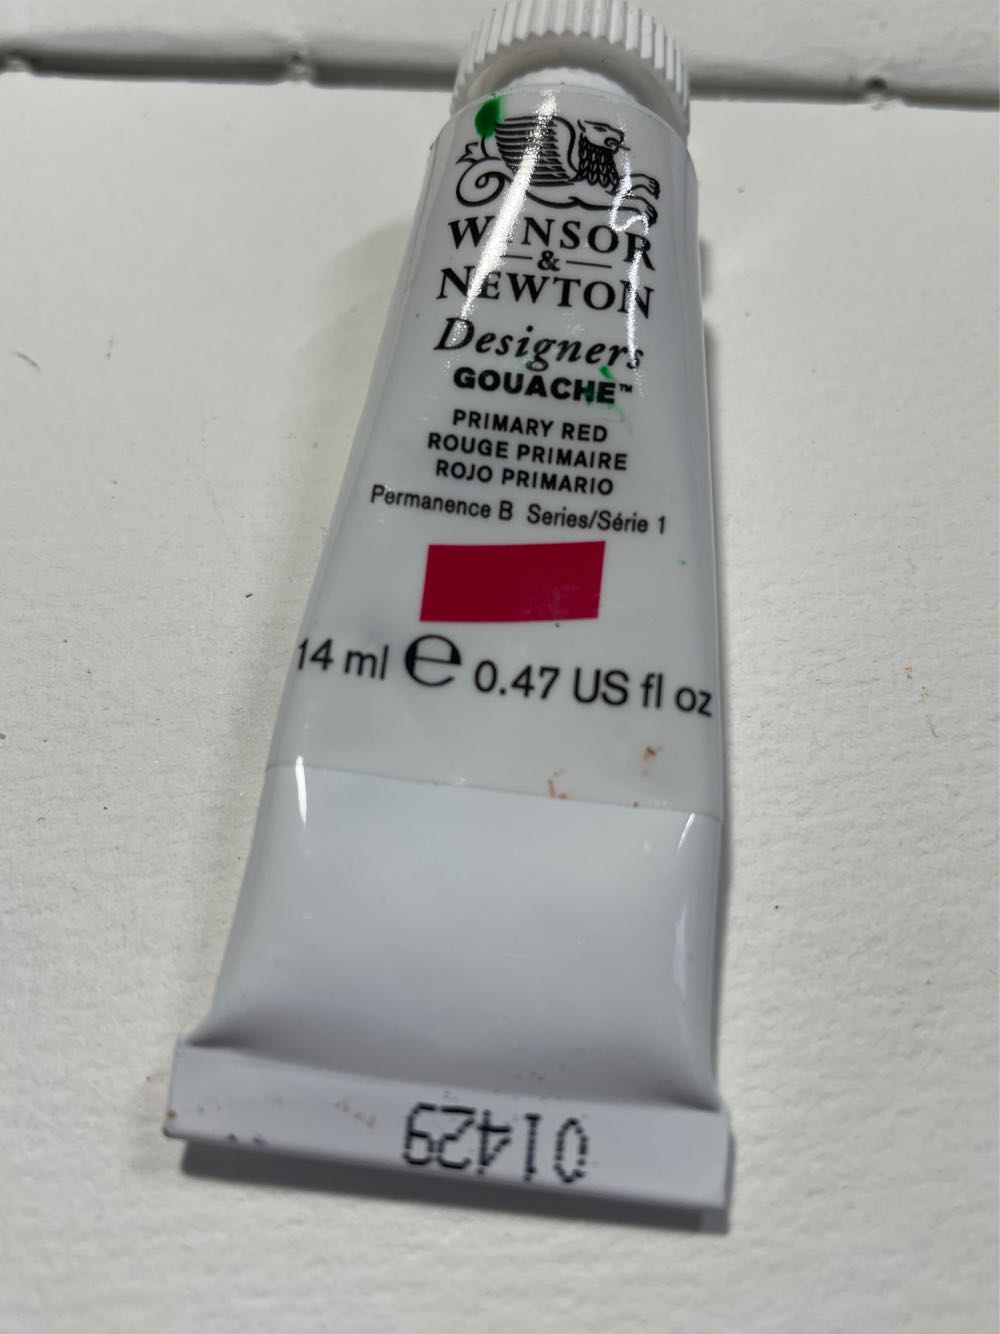 WINSOR
&
NEWTON
Designers
GOUACHE™
PRIMARY RED
ROUGE PRIMAIRE
ROJO PRIMARIO
Permanence B Series/Série 1
14 ml ℮ 0.47 US fl oz
01429